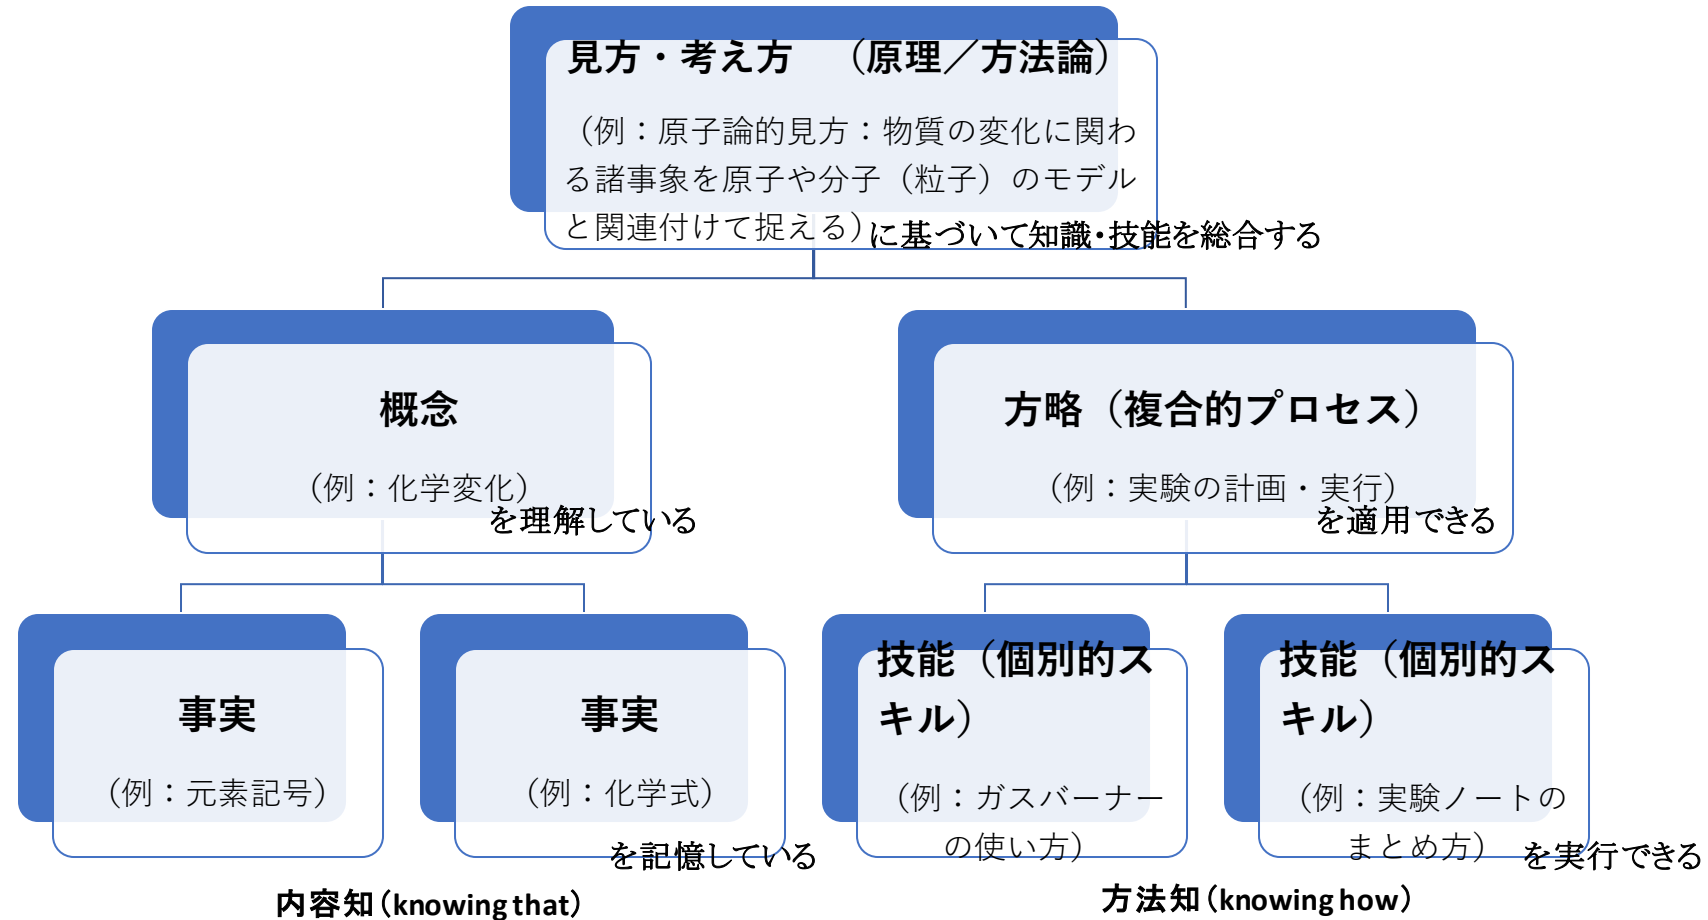 見方・考え方　（原理／方法論）
（例：原子論的見方：物質の変化に関わ
る諸事象を原子や分子（粒子）のモデル
と関連付けて捉える）
に基づいて知識・技能を総合する
概念
（例：化学変化）
を理解している
方略（複合的プロセス）
（例：実験の計画・実行）
を適用できる
事実
（例：元素記号）
事実
（例：化学式）
を記憶している
技能（個別的ス
キル）
（例：ガスバーナー
の使い方）
技能（個別的ス
キル）
（例：実験ノートの
まとめ方）
を実行できる
内容知（knowing that）
方法知（knowing how）